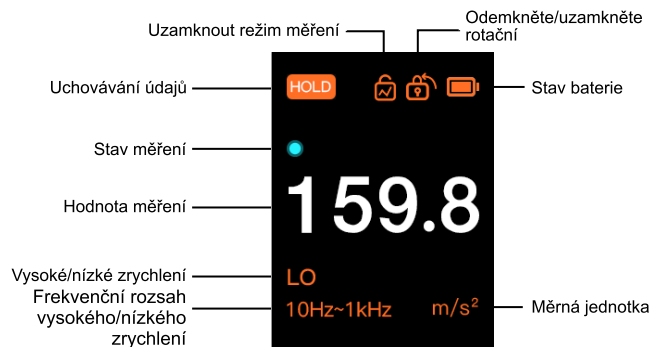 Odemkněte/uzamkněte
rotační
Uzamknout režim měření
Uchovávání údajů
HOLD
Stav baterie
Stav měření
Hodnota měření
159.8
Vysoké/nízké zrychlení
LO
Frekvenční rozsah
vysokého/nízkého
zrychlení
10Hz~1kHz
m/s²
Měrná jednotka